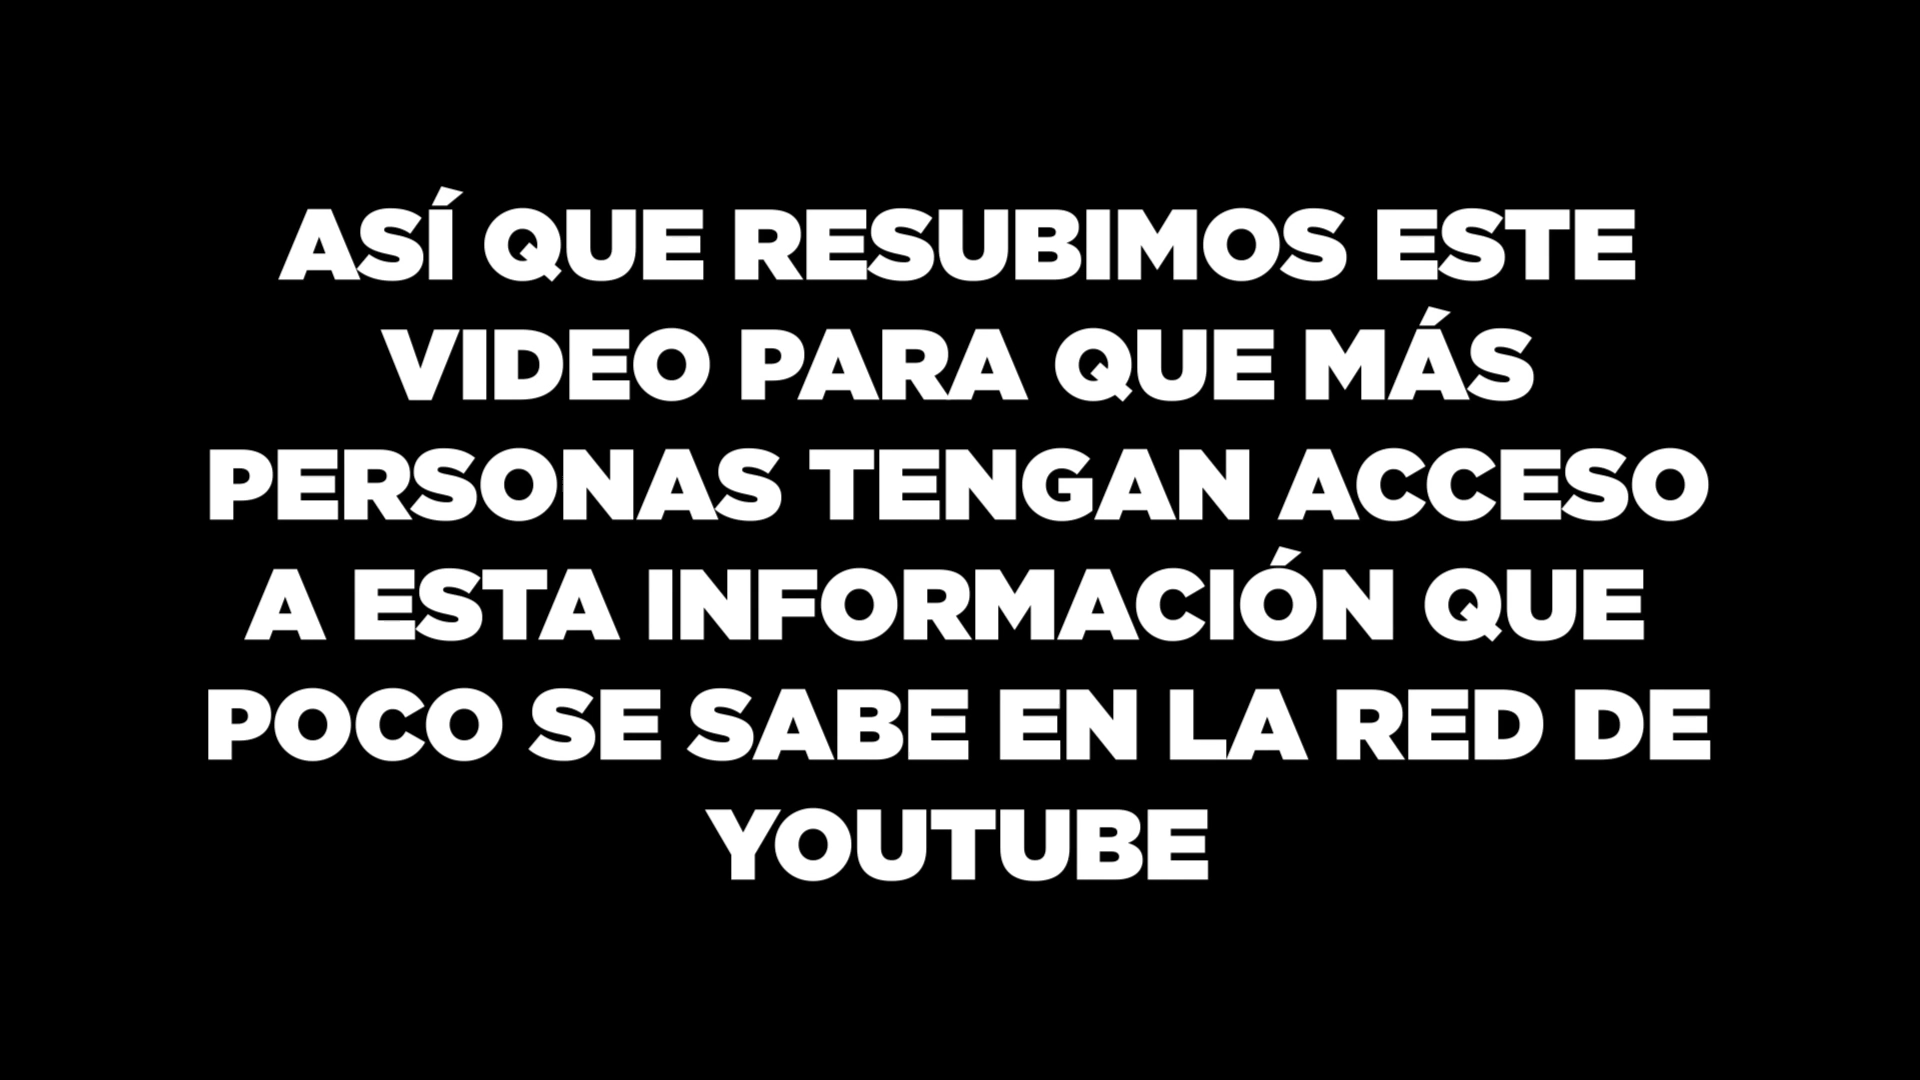 ASÍ QUE RESUBIMOS ESTE
VIDEO PARA QUE MÁS
PERSONAS TENGAN ACCESO
A ESTA INFORMACIÓN QUE
POCO SE SABE EN LA RED DE
YOUTUBE